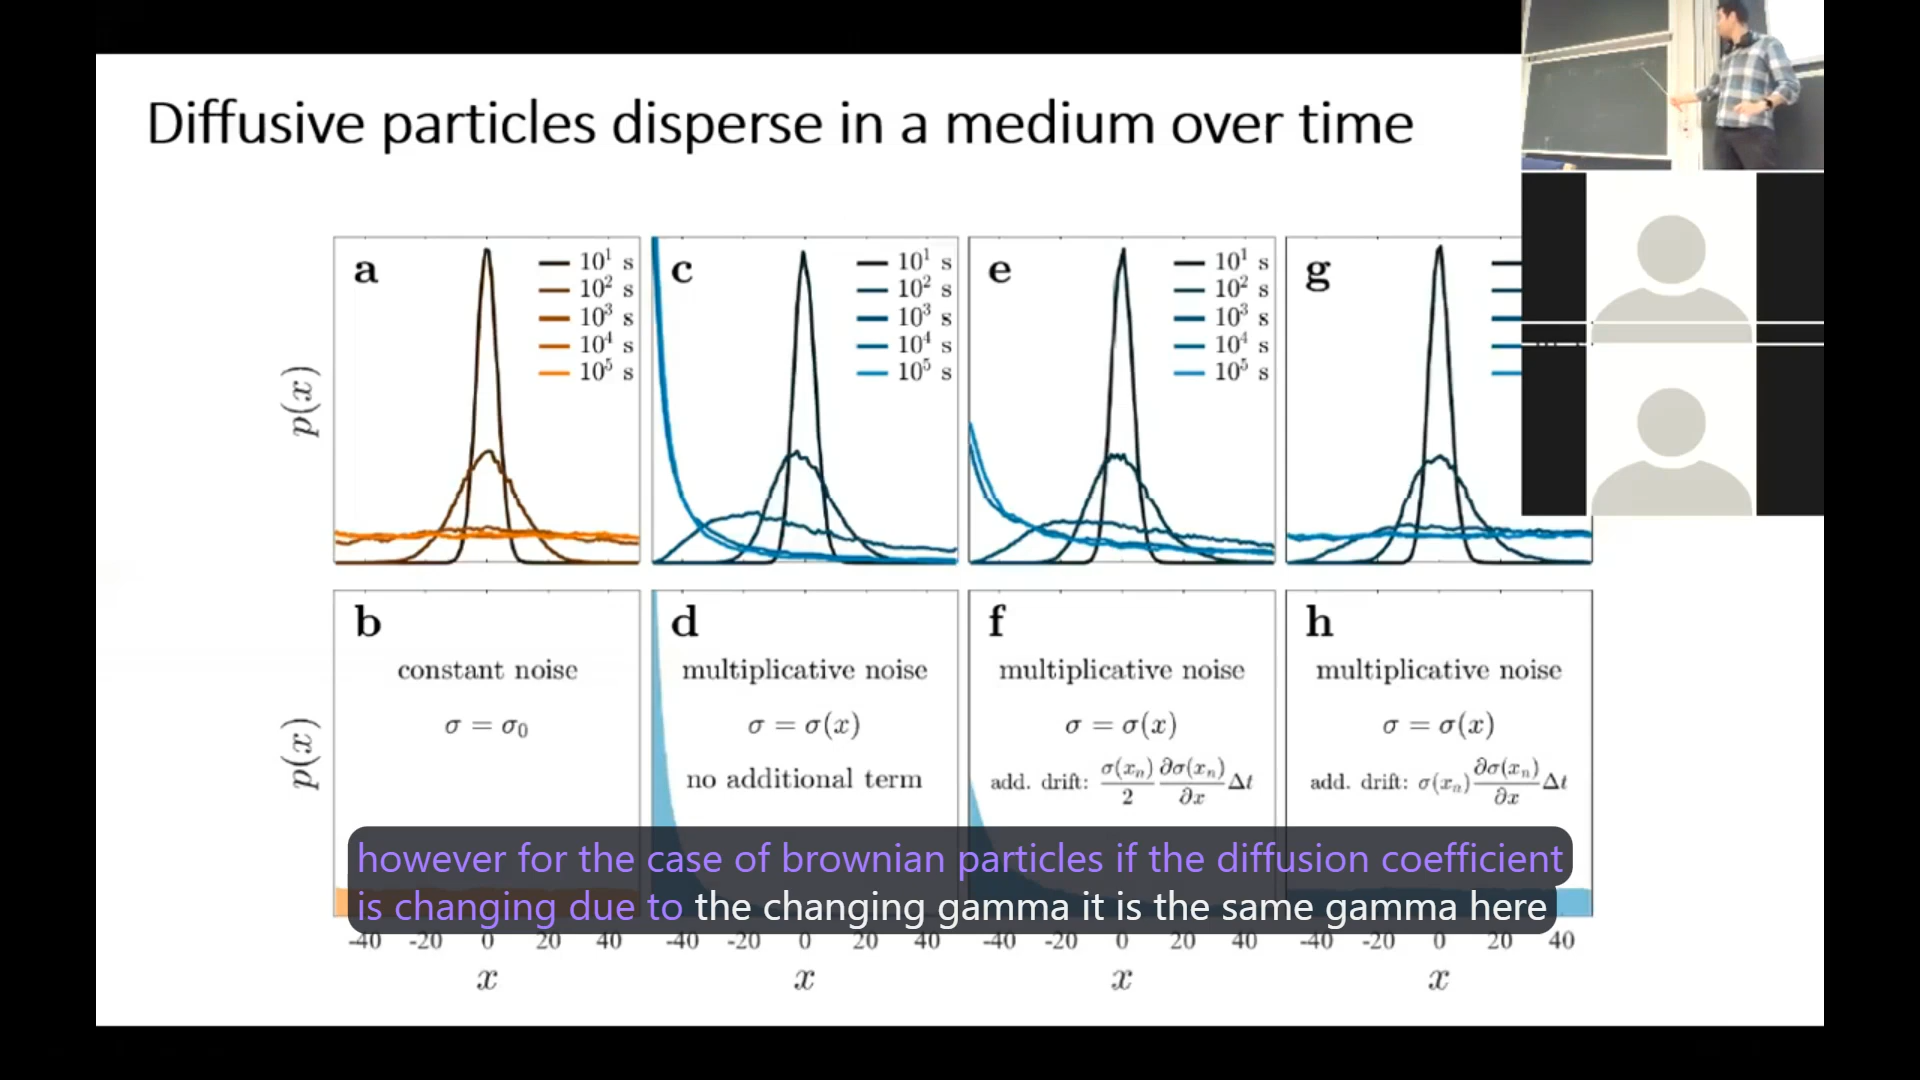 Diffusive particles disperse in a medium over time
a
10¹ s
10² s
10³ s
10⁴ s
10⁵ s
c
10¹ s
10² s
10³ s
10⁴ s
10⁵ s
e
10¹ s
10² s
10³ s
10⁴ s
10⁵ s
g
p(x)
b
constant noise
σ = σ₀
d
multiplicative noise
σ = σ(x)
no additional term
f
multiplicative noise
σ = σ(x)
add. drift: σ(xₙ)/2 ∂σ(xₙ)/∂x Δt
h
multiplicative noise
σ = σ(x)
add. drift: σ(xₙ) ∂σ(xₙ)/∂x Δt
p(x)
however for the case of brownian particles if the diffusion coefficient
is changing due to the changing gamma it is the same gamma here
-40 -20 0 20 40
-40 -20 0 20 40
-40 -20 0 20 40
-40 -20 0 20 40
x
x
x
x